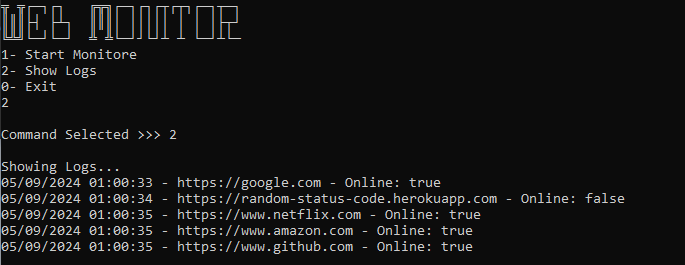 WEB MONITOR
1- Start Monitore
2- Show Logs
0- Exit
2
Command Selected >>> 2
Showing Logs...
05/09/2024 01:00:33 - https://google.com - Online: true
05/09/2024 01:00:34 - https://random-status-code.herokuapp.com - Online: false
05/09/2024 01:00:35 - https://www.netflix.com - Online: true
05/09/2024 01:00:35 - https://www.amazon.com - Online: true
05/09/2024 01:00:35 - https://www.github.com - Online: true